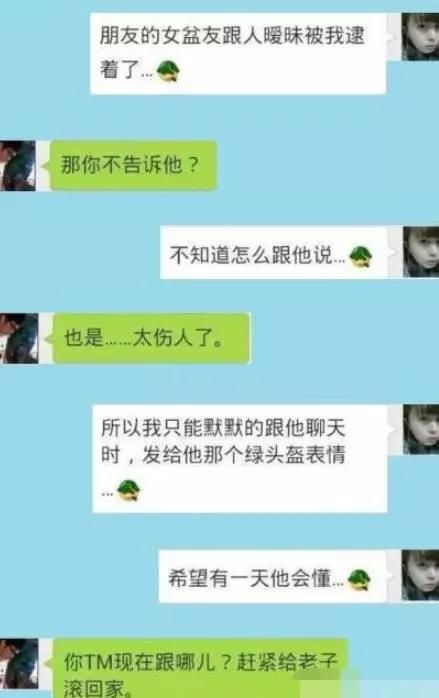 朋友的女盆友跟人暧昧被我逮
着了...
那你不告诉他？
不知道怎么跟他说...
也是......太伤人了。
所以我只能默默的跟他聊天
时，发给他那个绿头盔表情
...
希望有一天他会懂...
你TM现在跟哪儿？赶紧给老子
滚回家。